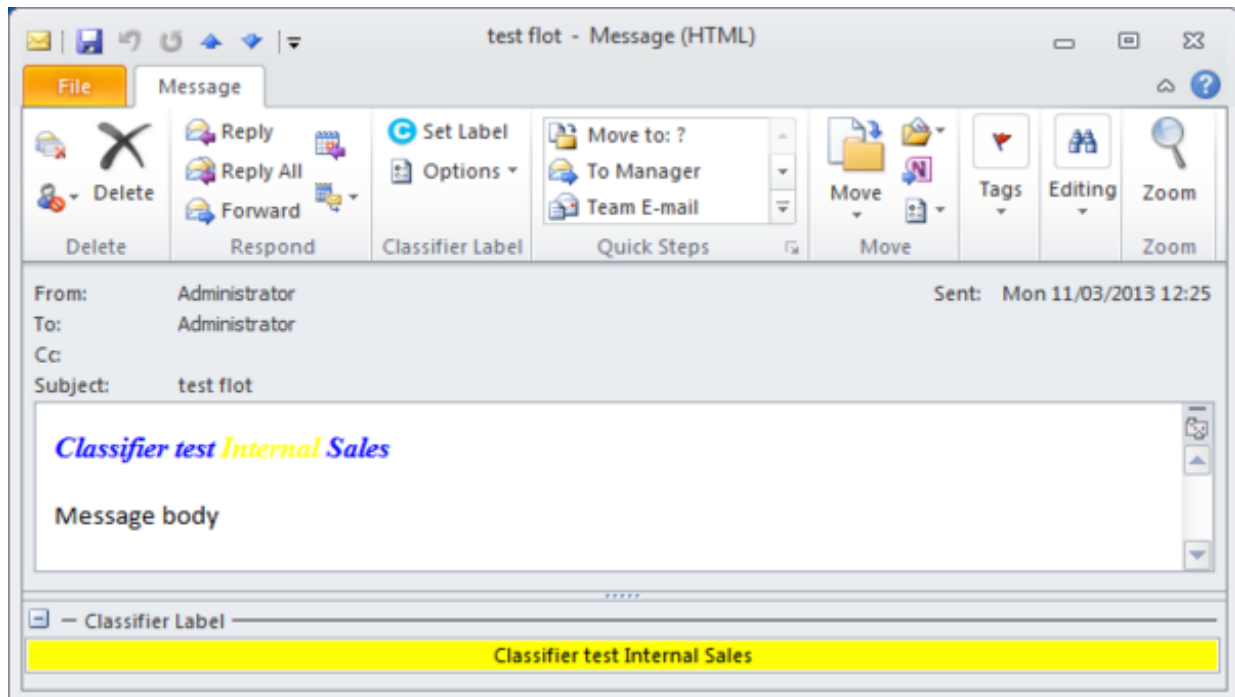 test flot - Message (HTML)
File Message
Delete
Reply
Reply All
Forward
Set Label
Options
Move to: ?
To Manager
Team E-mail
Move
N
Tags
Editing
Zoom
Delete Respond Classifier Label Quick Steps Move Zoom
From: Administrator Sent: Mon 11/03/2013 12:25
To: Administrator
Cc:
Subject: test flot
Classifier test Internal Sales
Message body
Classifier Label
Classifier test Internal Sales